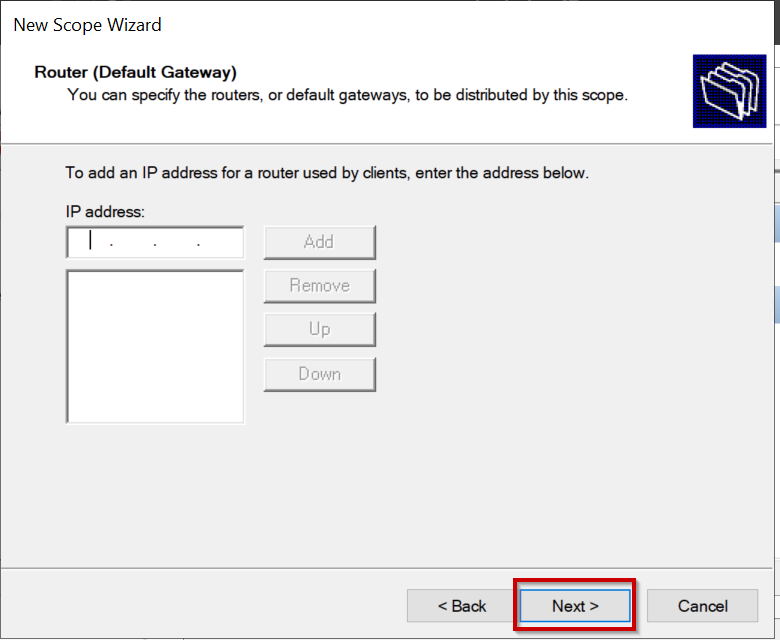 New Scope Wizard
Router (Default Gateway)
You can specify the routers, or default gateways, to be distributed by this scope.
To add an IP address for a router used by clients, enter the address below.
IP address:
. . .
Add
Remove
Up
Down
< Back
Next >
Cancel